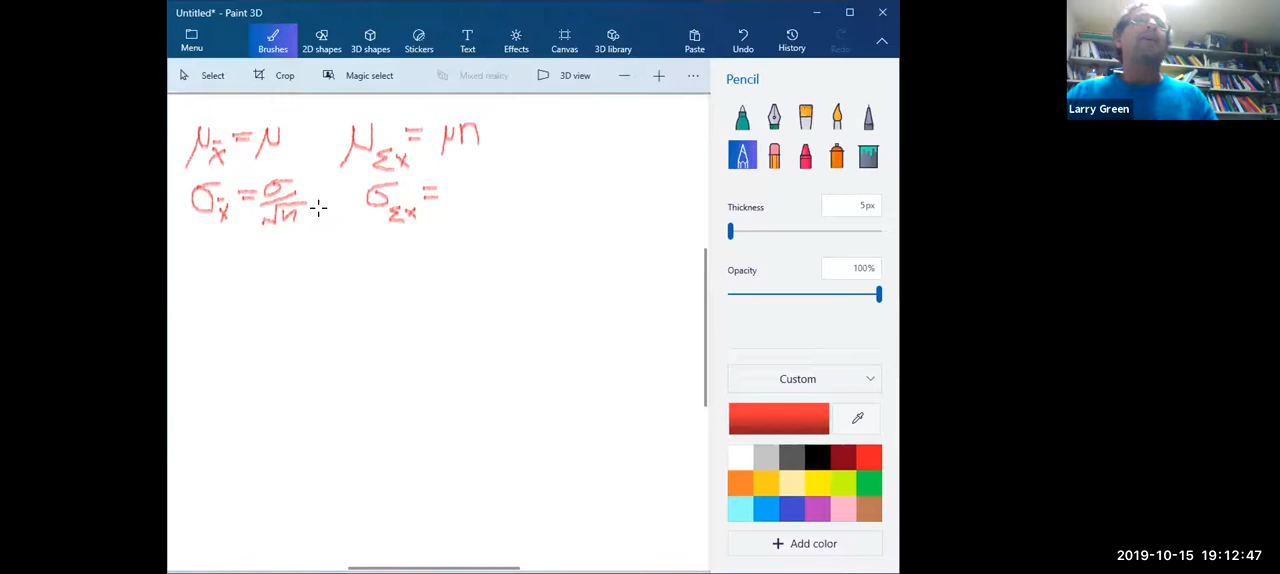 Untitled* - Paint 3D
Menu Brushes 2D shapes 3D shapes Stickers Text Effects Canvas 3D library Paste Undo History Redo
Select Crop Magic select Mixed reality 3D view
Pencil
Thickness 5px
Opacity 100%
Custom
+ Add color
μx̄ = μ μΣx = μn
σx̄ = σ/√n σΣx =
Larry Green
2019-10-15 19:12:47